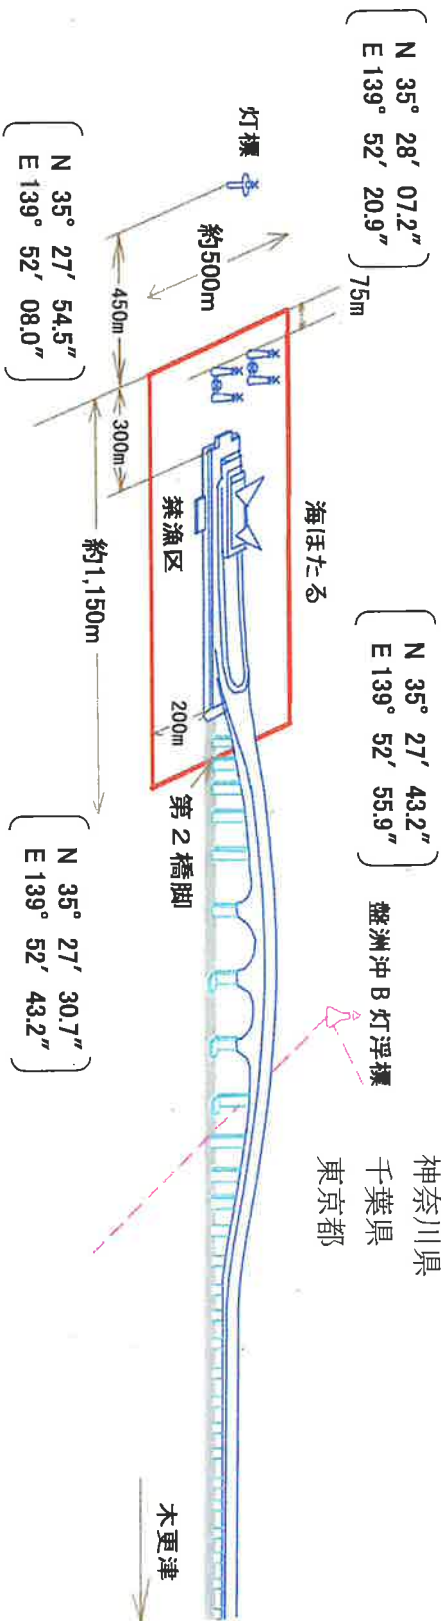 N 35° 28′ 07.2″
E 139° 52′ 20.9″
灯標
N 35° 27′ 54.5″
E 139° 52′ 08.0″
約500m
450m
75m
300m
海ほたる
禁漁区
約1,150m
200m
第2橋脚
N 35° 27′ 43.2″
E 139° 52′ 55.9″
N 35° 27′ 30.7″
E 139° 52′ 43.2″
盤洲沖B灯浮標
神奈川県
千葉県
東京都
木更津